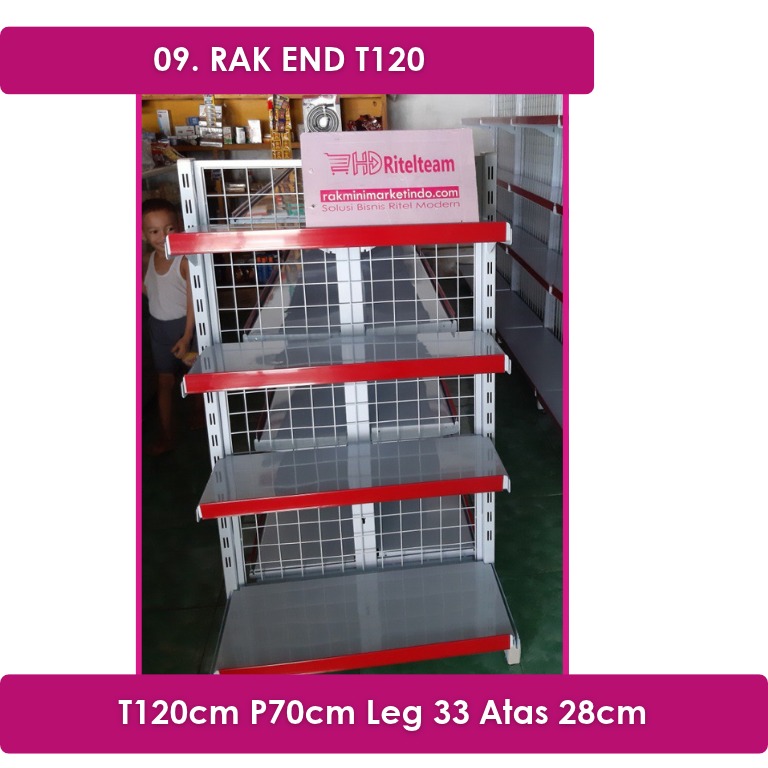 09. RAK END T120
HD Ritelteam
rakminimarketindo.com
Solusi Bisnis Ritel Modern
T120cm P70cm Leg 33 Atas 28cm